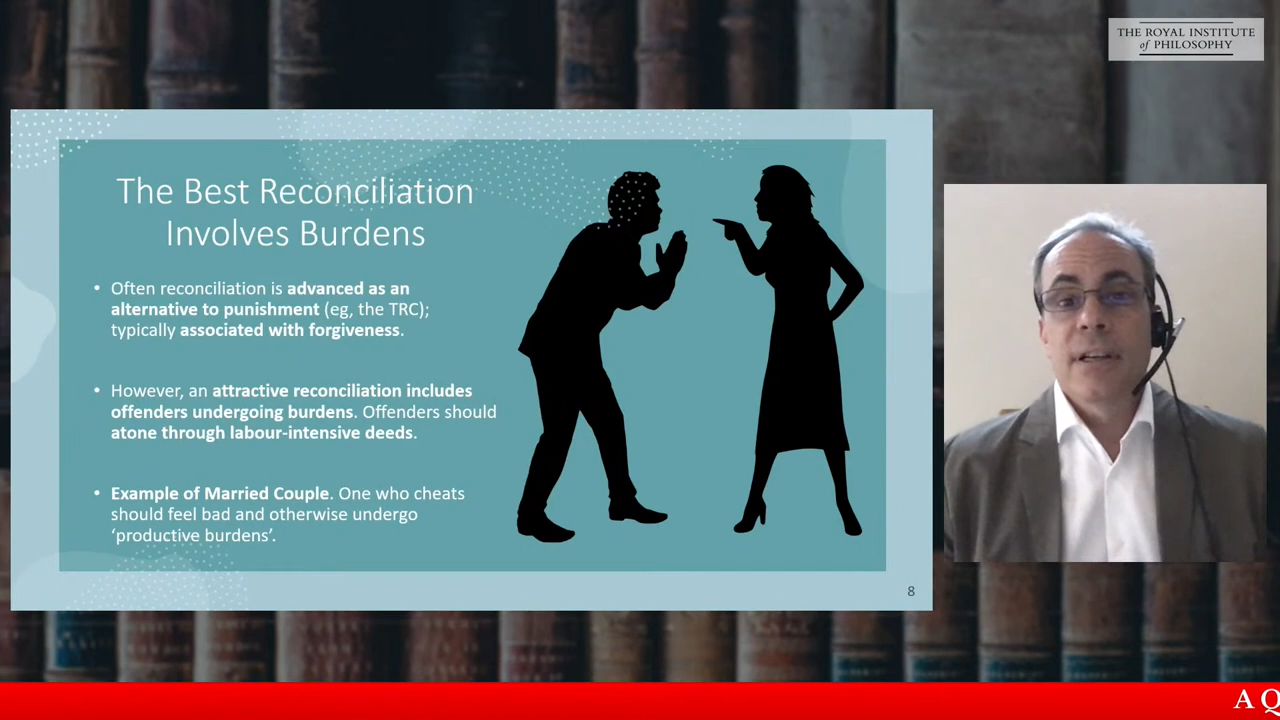 THE ROYAL INSTITUTE
of PHILOSOPHY
The Best Reconciliation
Involves Burdens
• Often reconciliation is advanced as an
alternative to punishment (eg, the TRC);
typically associated with forgiveness.
• However, an attractive reconciliation includes
offenders undergoing burdens. Offenders should
atone through labour-intensive deeds.
• Example of Married Couple. One who cheats
should feel bad and otherwise undergo
‘productive burdens’.
8
A Q